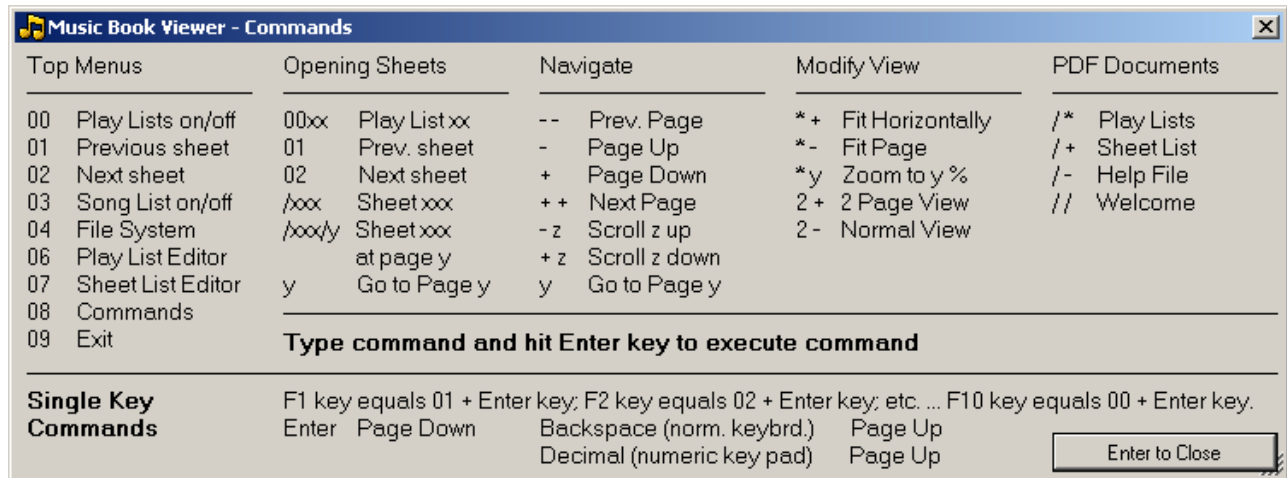 Music Book Viewer - Commands
Top Menus
00 Play Lists on/off
01 Previous sheet
02 Next sheet
03 Song List on/off
04 File System
06 Play List Editor
07 Sheet List Editor
08 Commands
09 Exit
Opening Sheets
00xx Play List xx
01 Prev. sheet
02 Next sheet
/xxx Sheet xxx
/xxx/y Sheet xxx
at page y
y Go to Page y
Navigate
-- Prev. Page
- Page Up
+ Page Down
++ Next Page
-z Scroll z up
+z Scroll z down
y Go to Page y
Modify View
*+ Fit Horizontally
*- Fit Page
*y Zoom to y %
2+ 2 Page View
2- Normal View
PDF Documents
/* Play Lists
/+ Sheet List
/- Help File
// Welcome
Type command and hit Enter key to execute command
Single Key
Commands
F1 key equals 01 + Enter key; F2 key equals 02 + Enter key; etc. ... F10 key equals 00 + Enter key.
Enter Page Down
Backspace (norm. keybrd.) Page Up
Decimal (numeric key pad) Page Up
Enter to Close